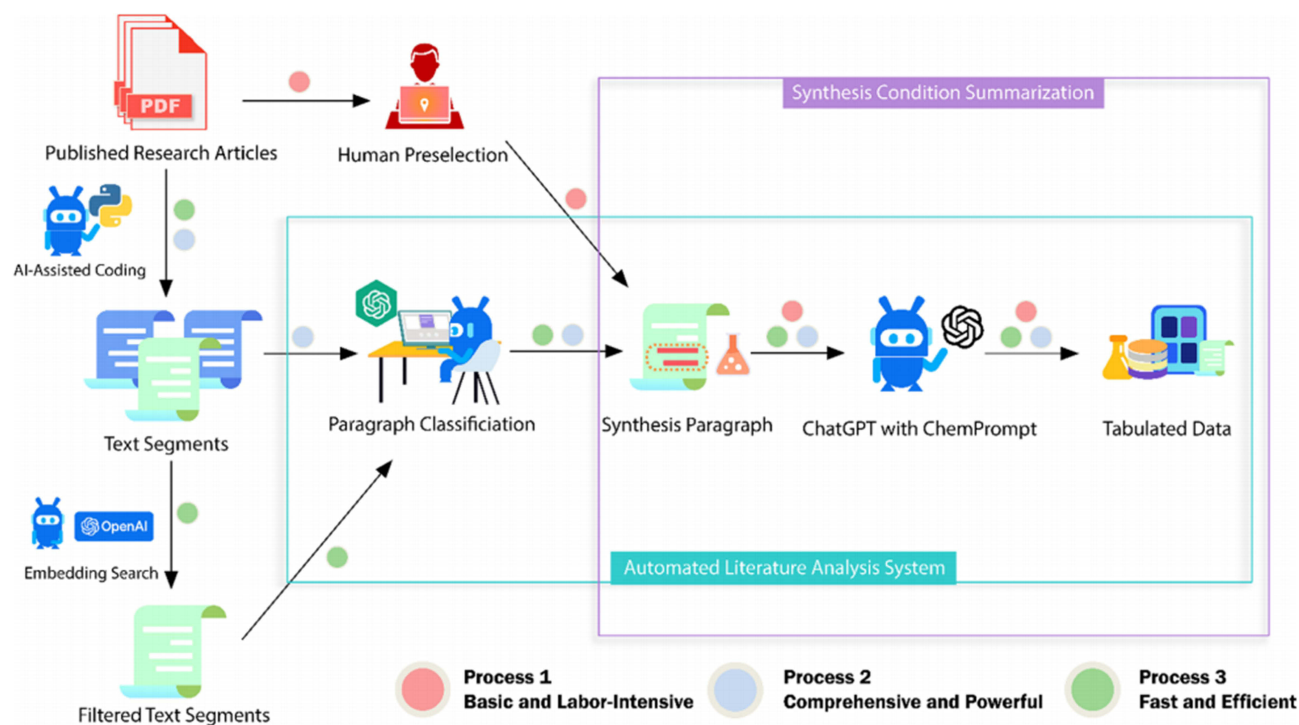 PDF
Published Research Articles
Human Preselection
Synthesis Condition Summarization
AI-Assisted Coding
Text Segments
Paragraph Classificiation
Synthesis Paragraph
ChatGPT with ChemPrompt
Tabulated Data
OpenAI
Embedding Search
Automated Literature Analysis System
Filtered Text Segments
Process 1
Basic and Labor-Intensive
Process 2
Comprehensive and Powerful
Process 3
Fast and Efficient